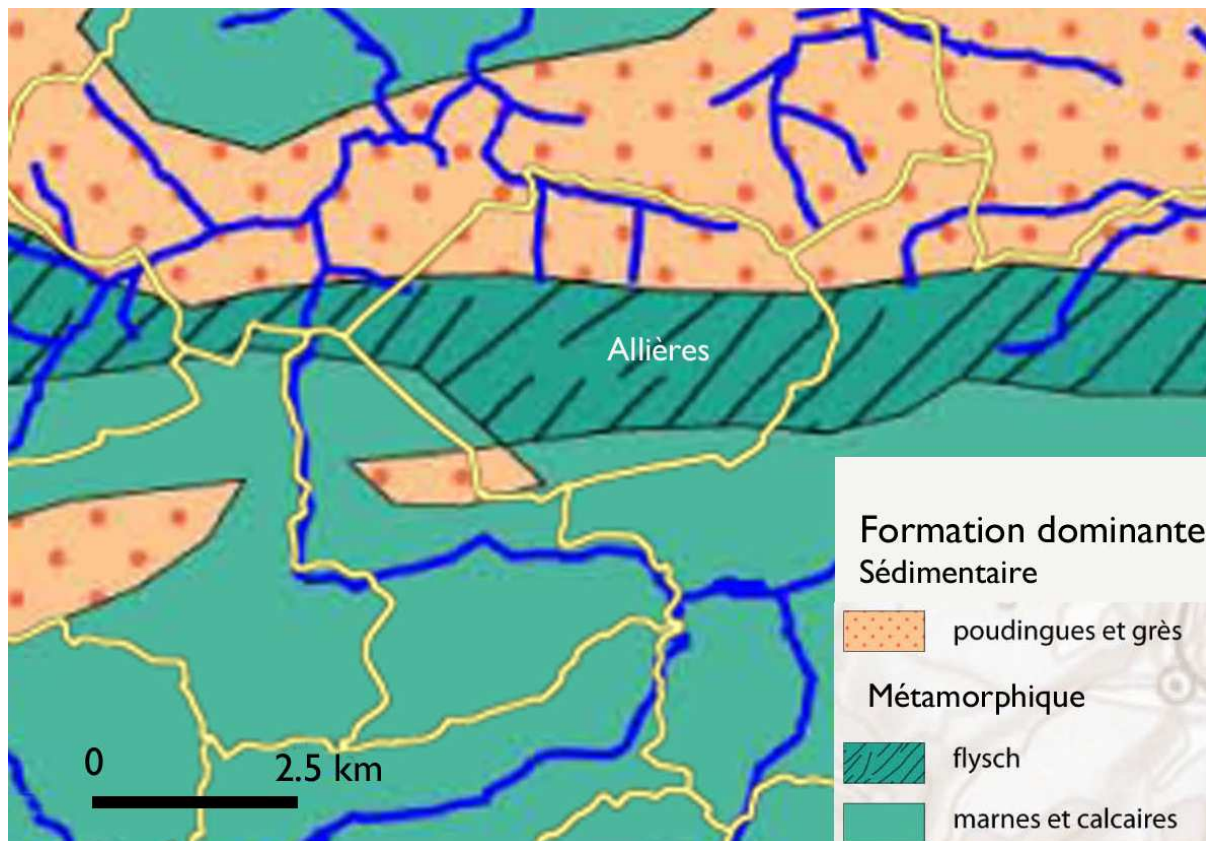 Allières
Formation dominante
Sédimentaire
poudingues et grès
Métamorphique
flysch
marnes et calcaires
0 2.5 km